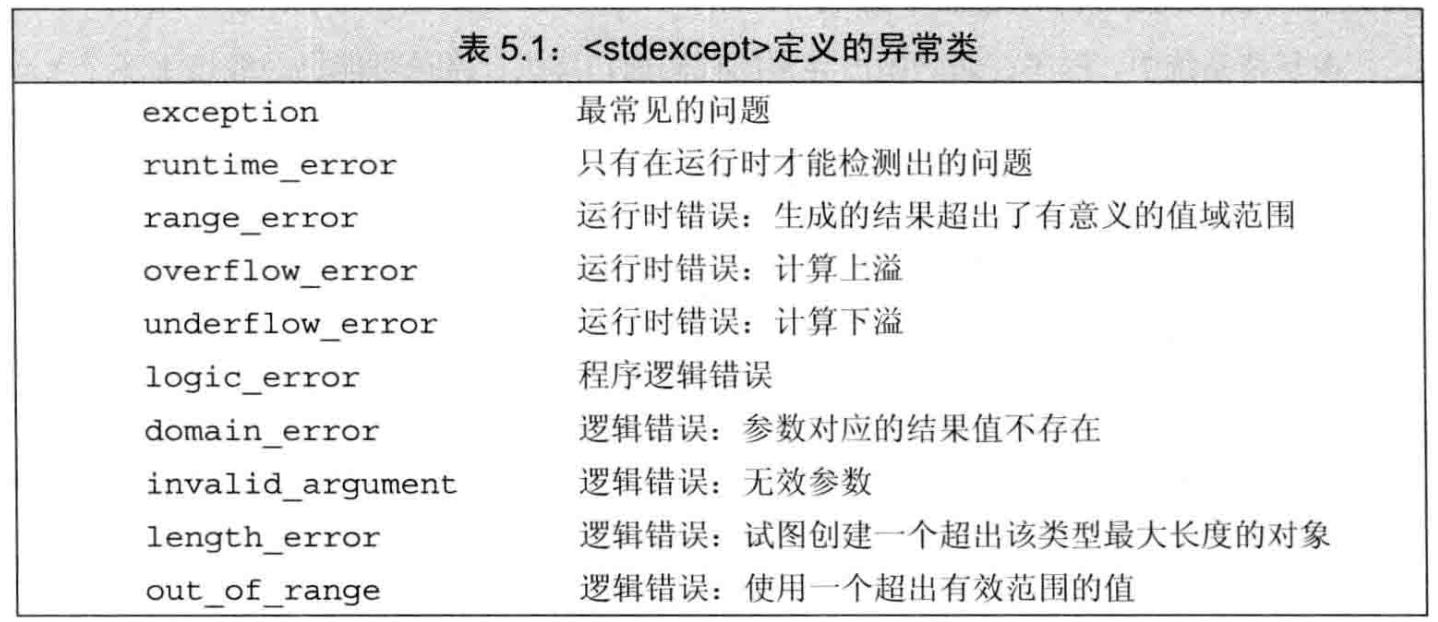 表 5.1：<stdexcept>定义的异常类
exception 最常见的问题
runtime_error 只有在运行时才能检测出的问题
range_error 运行时错误：生成的结果超出了有意义的值域范围
overflow_error 运行时错误：计算上溢
underflow_error 运行时错误：计算下溢
logic_error 程序逻辑错误
domain_error 逻辑错误：参数对应的结果值不存在
invalid_argument 逻辑错误：无效参数
length_error 逻辑错误：试图创建一个超出该类型最大长度的对象
out_of_range 逻辑错误：使用一个超出有效范围的值